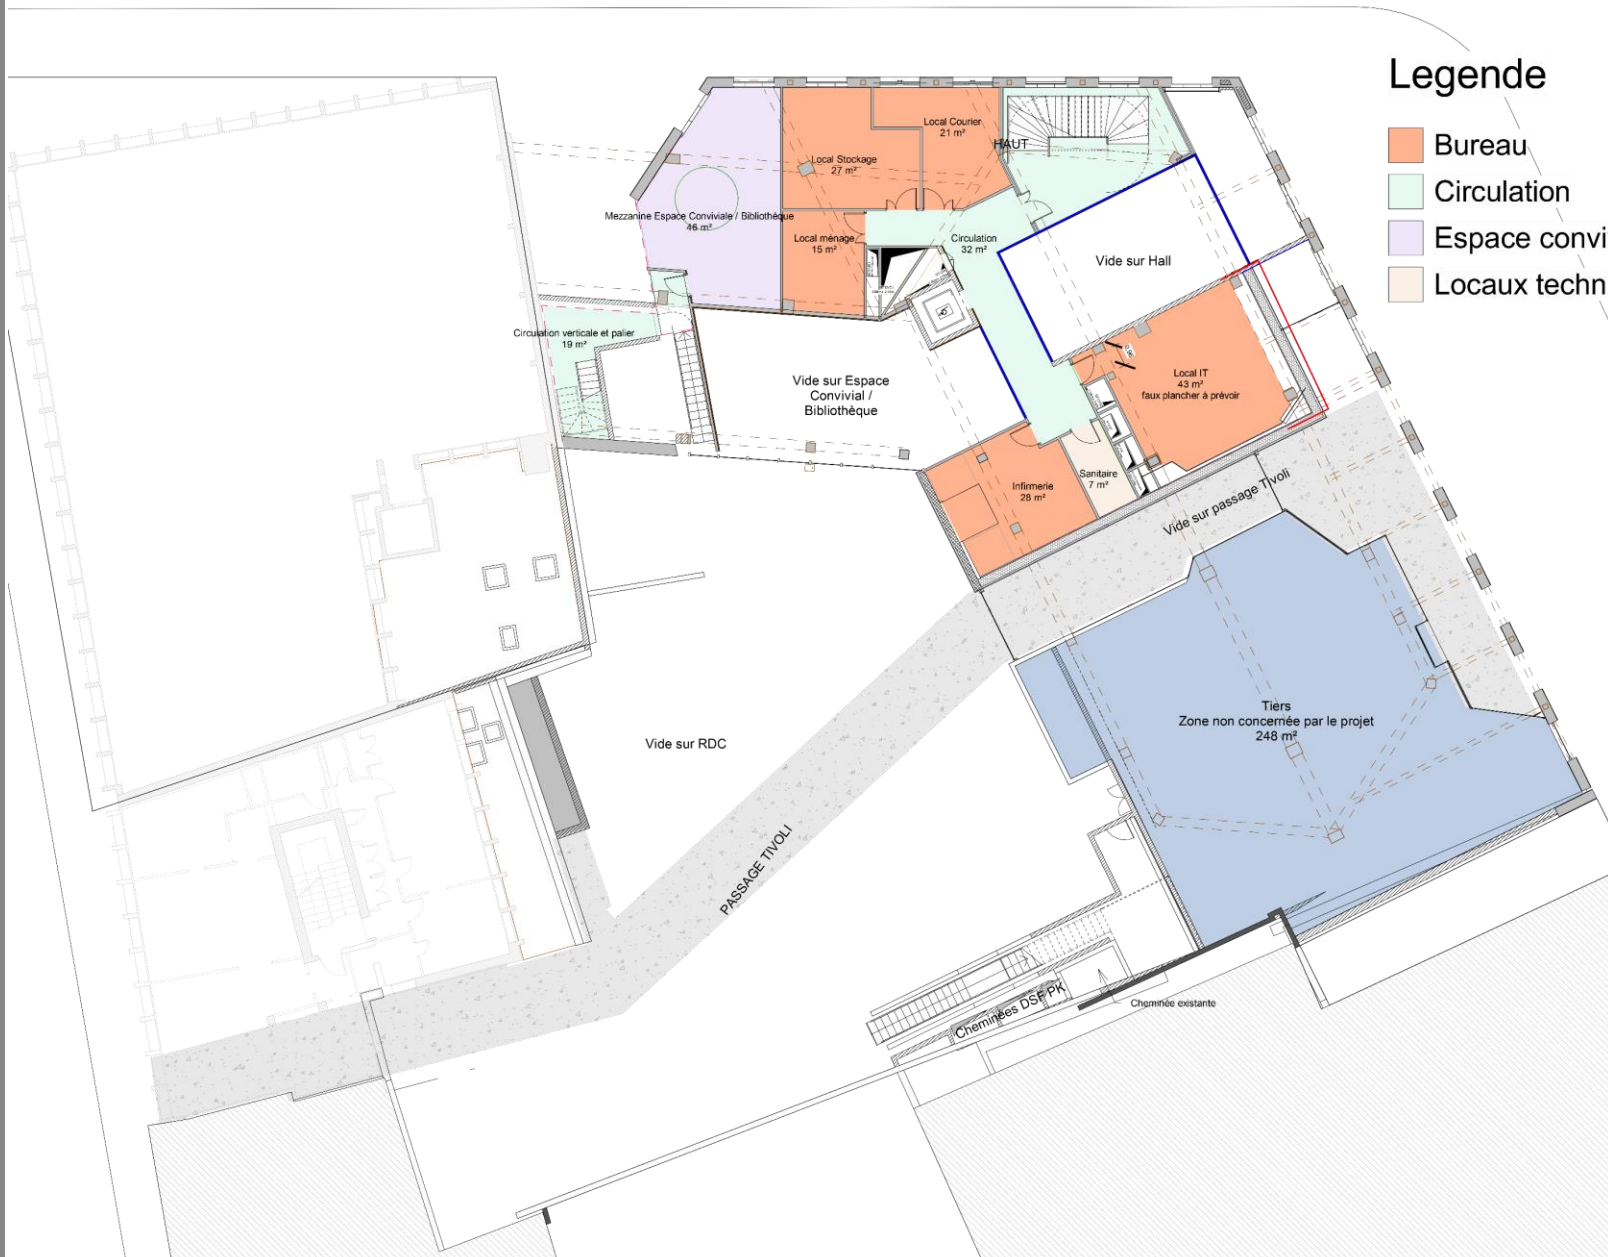 Legende
Bureau
Circulation
Espace convi
Locaux techn
Local Courier
21 m²
HAUT
Local Stockage
27 m²
Mezzanine Espace Conviviale / Bibliothèque
46 m²
Local ménage
15 m²
Circulation
32 m²
Vide sur Hall
Circulation verticale et palier
19 m²
Vide sur Espace
Convivial /
Bibliothèque
Local IT
43 m²
faux plancher à prévoir
Infirmerie
28 m²
Sanitaire
7 m²
Vide sur passage Tivoli
Tiers
Zone non concernée par le projet
248 m²
Vide sur RDC
PASSAGE TIVOLI
Cheminées DSF PK
Cheminée existante